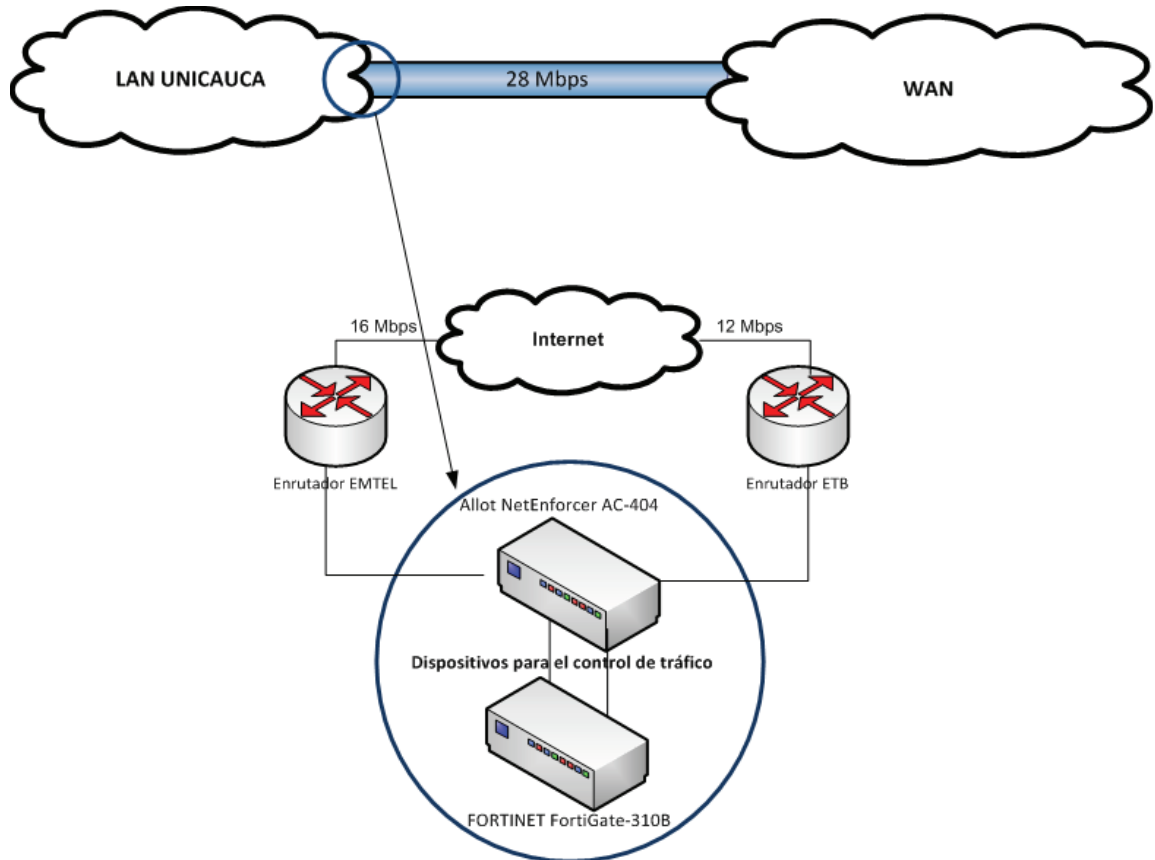 LAN UNICAUCA
28 Mbps
WAN
16 Mbps
Internet
12 Mbps
Enrutador EMTEL
Enrutador ETB
Allot NetEnforcer AC-404
Dispositivos para el control de tráfico
FORTINET FortiGate-310B